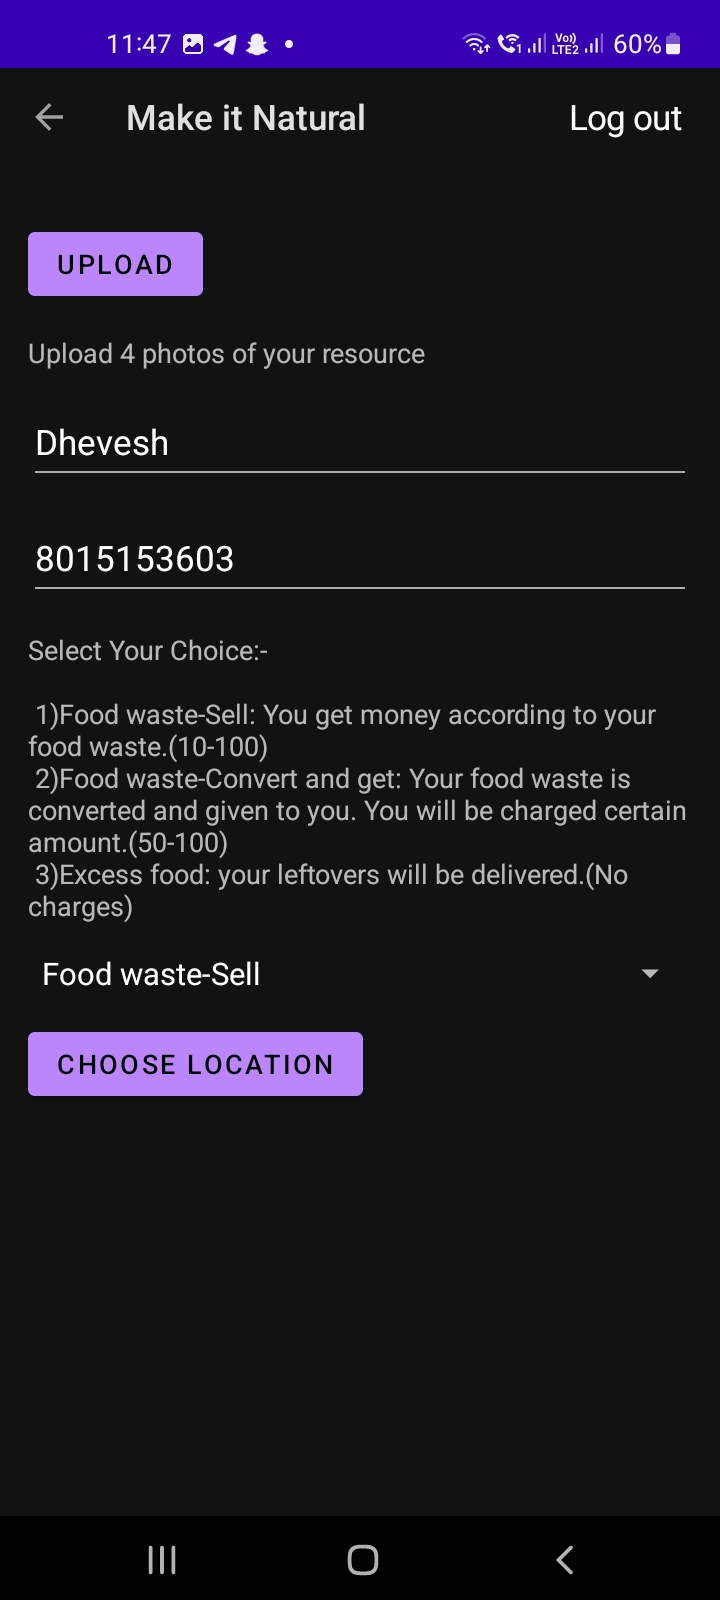 11:47 Vo)) LTE2 60%
Make it Natural Log out
UPLOAD
Upload 4 photos of your resource
Dhevesh
8015153603
Select Your Choice:-
1)Food waste-Sell: You get money according to your
food waste.(10-100)
2)Food waste-Convert and get: Your food waste is
converted and given to you. You will be charged certain
amount.(50-100)
3)Excess food: your leftovers will be delivered.(No
charges)
Food waste-Sell
CHOOSE LOCATION